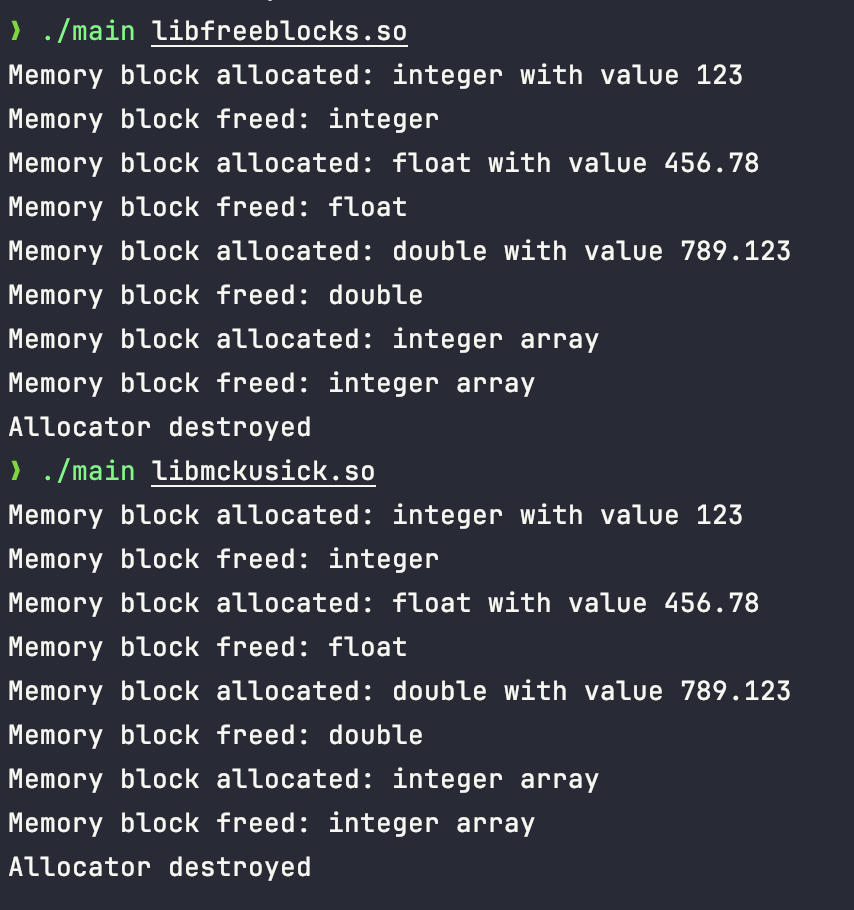 ❯ ./main libfreeblocks.so
Memory block allocated: integer with value 123
Memory block freed: integer
Memory block allocated: float with value 456.78
Memory block freed: float
Memory block allocated: double with value 789.123
Memory block freed: double
Memory block allocated: integer array
Memory block freed: integer array
Allocator destroyed
❯ ./main libmckusick.so
Memory block allocated: integer with value 123
Memory block freed: integer
Memory block allocated: float with value 456.78
Memory block freed: float
Memory block allocated: double with value 789.123
Memory block freed: double
Memory block allocated: integer array
Memory block freed: integer array
Allocator destroyed